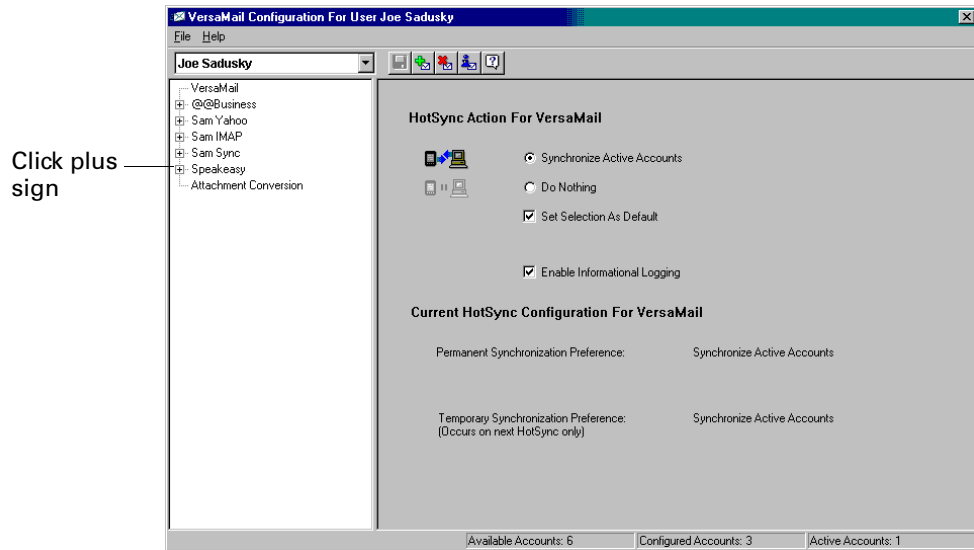 VersaMail Configuration For User Joe Sadusky
File Help
Joe Sadusky
VersaMail
@@Business
Sam Yahoo
Sam IMAP
Sam Sync
Speakeasy
Attachment Conversion
Click plus
sign
HotSync Action For VersaMail
Synchronize Active Accounts
Do Nothing
Set Selection As Default
Enable Informational Logging
Current HotSync Configuration For VersaMail
Permanent Synchronization Preference: Synchronize Active Accounts
Temporary Synchronization Preference: Synchronize Active Accounts
(Occurs on next HotSync only)
Available Accounts: 6 Configured Accounts: 3 Active Accounts: 1